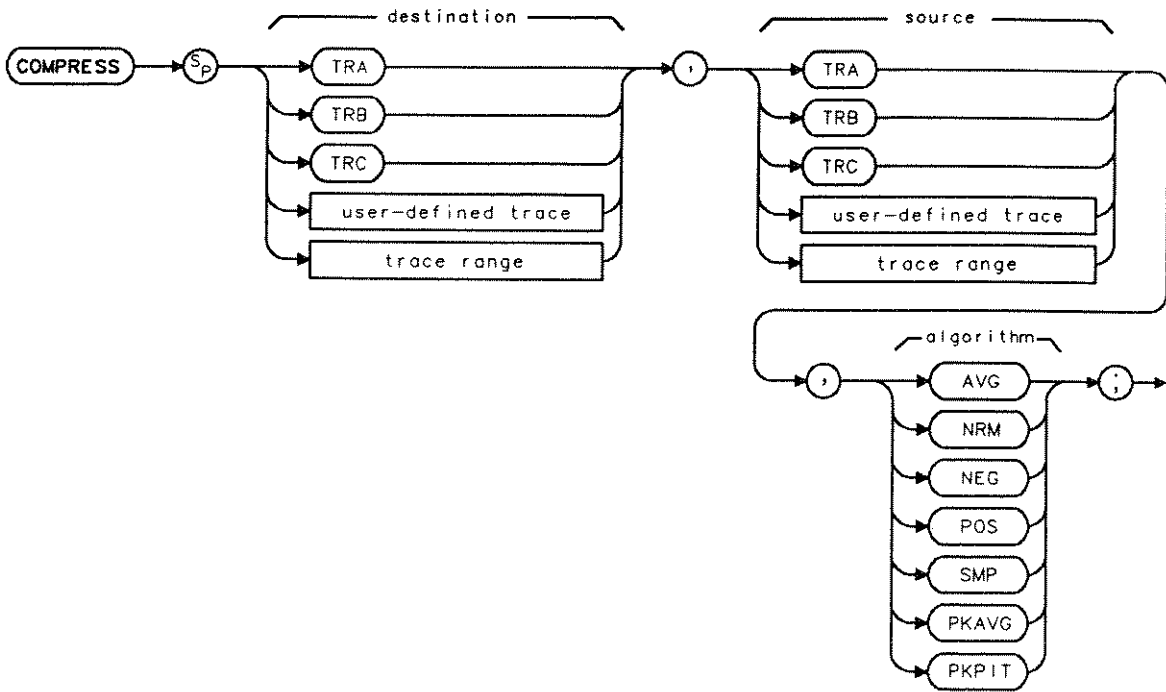 destination
source
COMPRESS
SP
TRA
,
TRA
TRB
TRB
TRC
TRC
user-defined trace
user-defined trace
trace range
trace range
algorithm
,
AVG
;
NRM
NEG
POS
SMP
PKAVG
PKPIT